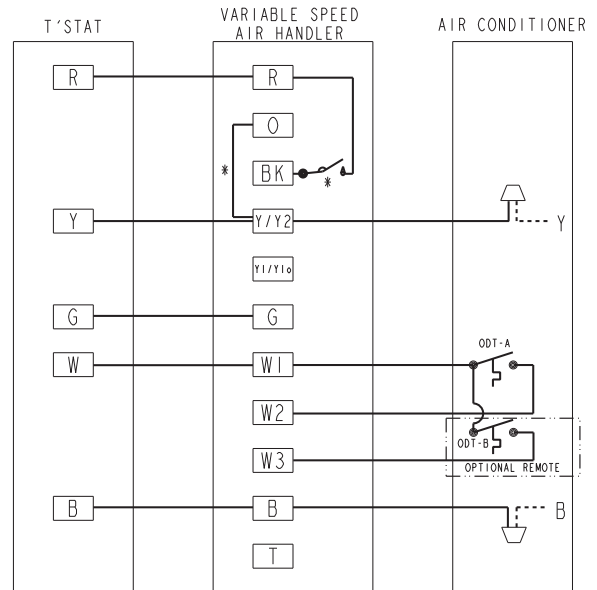 T'STAT
VARIABLE SPEED
AIR HANDLER
AIR CONDITIONER
R
R
O
*
BK
*
Y
Y/Y2
Y
Y1/Y1o
G
G
ODT-A
W
W1
W2
ODT-B
W3
OPTIONAL REMOTE
B
B
B
T